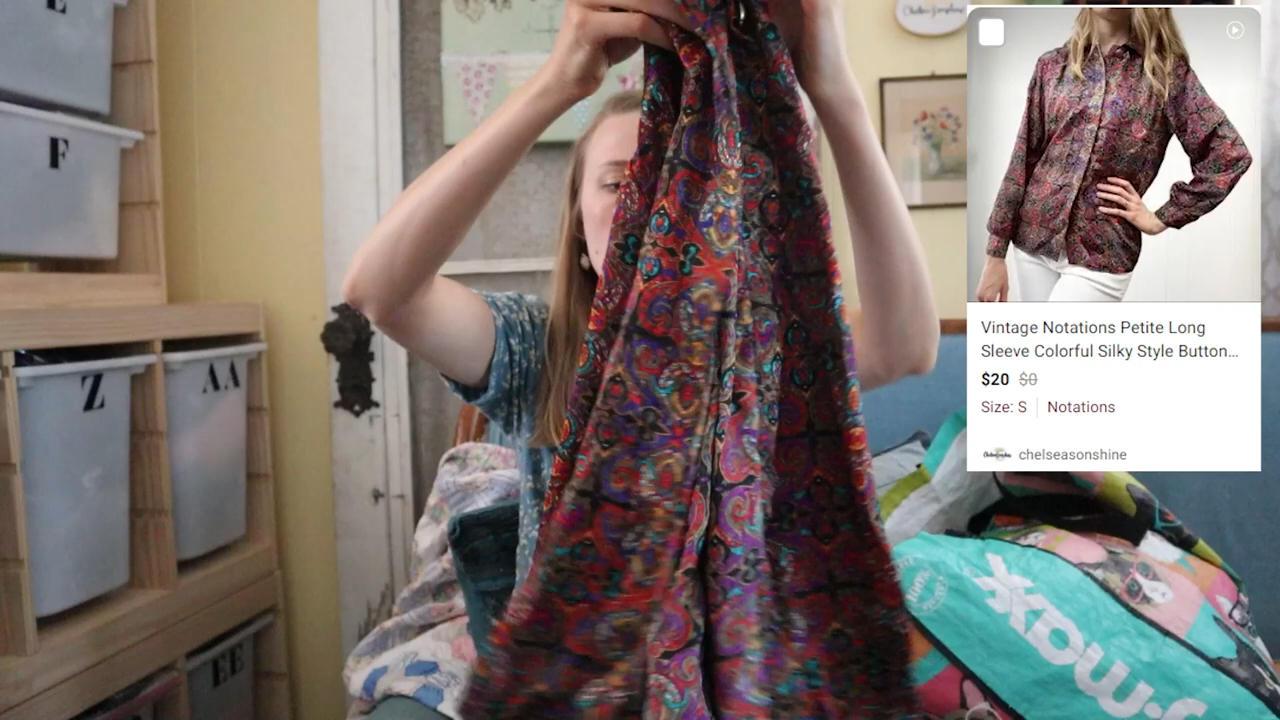 E
F
Z
AA
EE
Vintage Notations Petite Long
Sleeve Colorful Silky Style Button...
$20 $0
Size: S | Notations
chelseasonshine